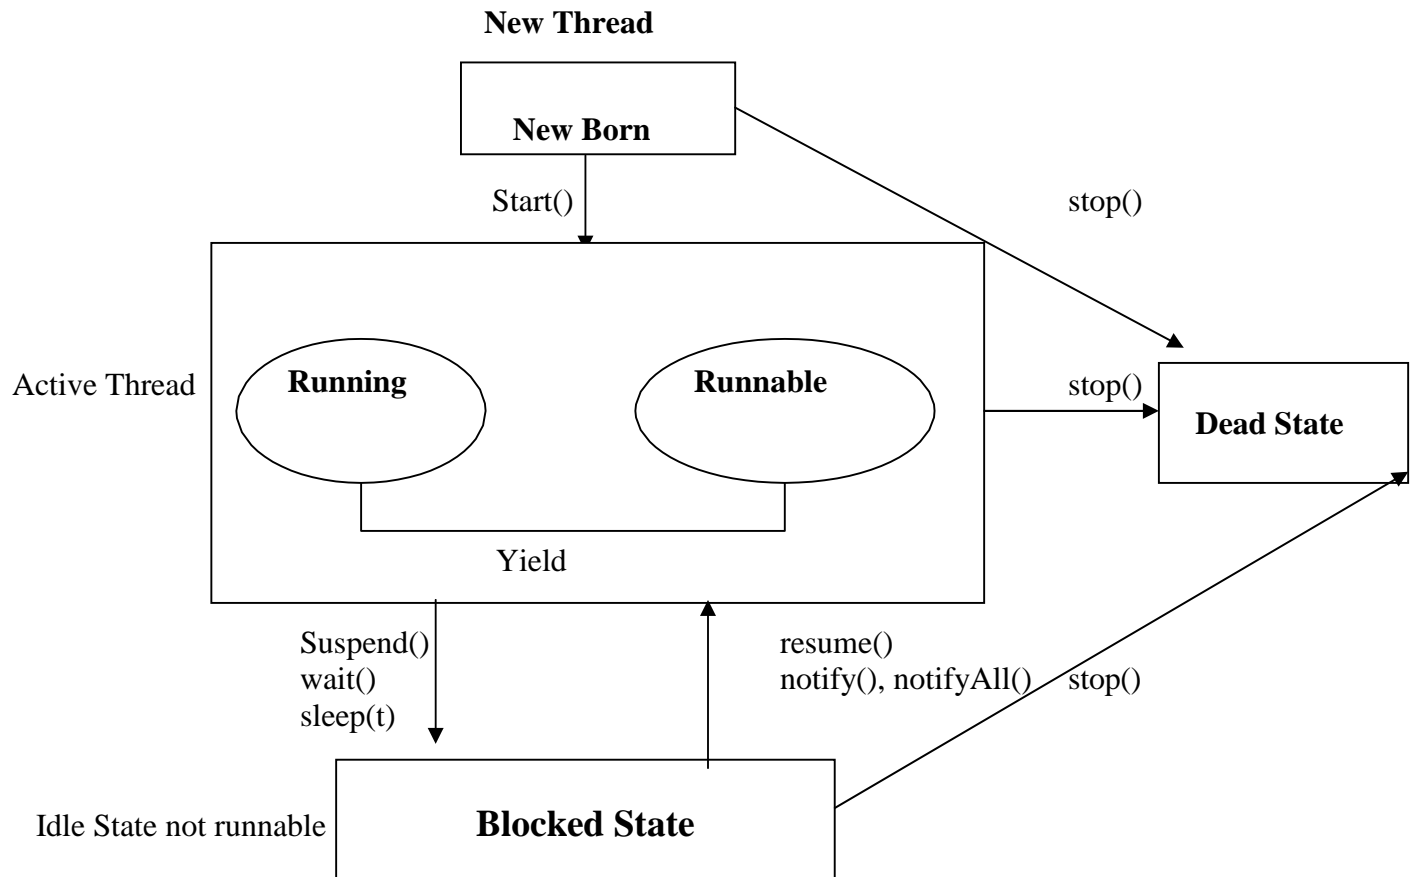 New Thread
New Born
Start()
stop()
Active Thread
Running
Runnable
stop()
Dead State
Yield
Suspend()
wait()
sleep(t)
resume()
notify(), notifyAll()
stop()
Idle State not runnable
Blocked State